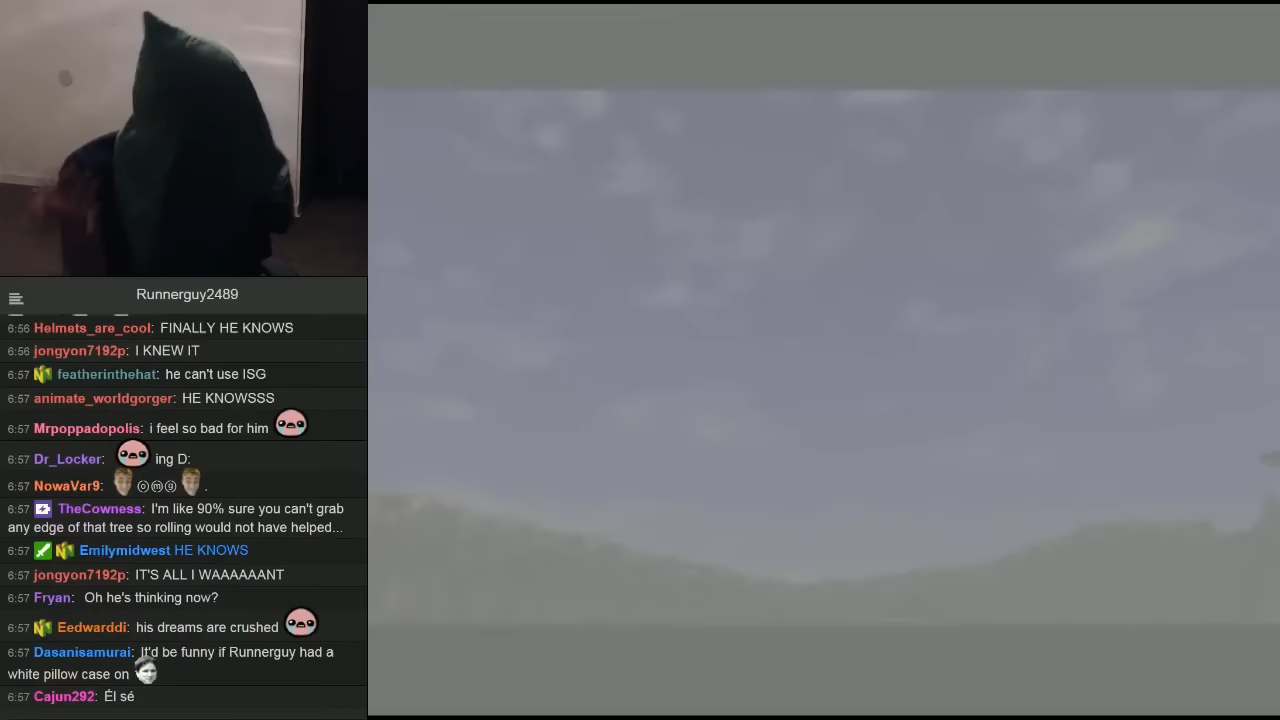 Runnerguy2489
6:56 Helmets_are_cool: FINALLY HE KNOWS
6:56 jongyon7192p: I KNEW IT
6:57 featherinthehat: he can't use ISG
6:57 animate_worldgorger: HE KNOWSSS
6:57 Mrpoppadopolis: i feel so bad for him
6:57 Dr_Locker: ing D:
6:57 NowaVar9: ⓞⓜⓖ .
6:57 TheCowness: I'm like 90% sure you can't grab
any edge of that tree so rolling would not have helped...
6:57 Emilymidwest HE KNOWS
6:57 jongyon7192p: IT'S ALL I WAAAAAANT
6:57 Fryan: Oh he's thinking now?
6:57 Eedwarddi: his dreams are crushed
6:57 Dasanisamurai: It'd be funny if Runnerguy had a
white pillow case on
6:57 Cajun292: Él sé